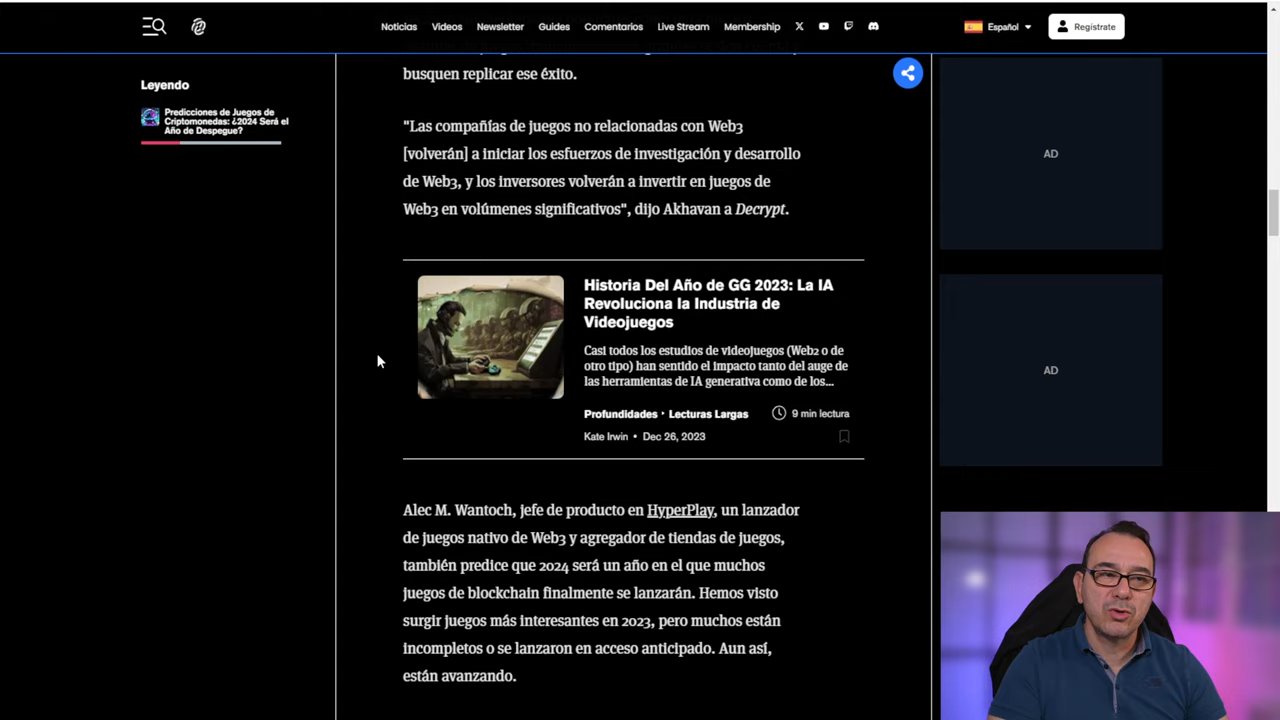 Noticias Videos Newsletter Guides Comentarios Live Stream Membership Español Regístrate
busquen replicar ese éxito.
Leyendo
Predicciones de Juegos de
Criptomonedas: ¿2024 Será el
Año de Despegue?
"Las compañías de juegos no relacionadas con Web3
[volverán] a iniciar los esfuerzos de investigación y desarrollo
de Web3, y los inversores volverán a invertir en juegos de
Web3 en volúmenes significativos", dijo Akhavan a Decrypt.
AD
Historia Del Año de GG 2023: La IA
Revoluciona la Industria de
Videojuegos
Casi todos los estudios de videojuegos (Web2 o de
otro tipo) han sentido el impacto tanto del auge de
las herramientas de IA generativa como de los...
Profundidades · Lecturas Largas 9 min lectura
Kate Irwin • Dec 26, 2023
AD
Alec M. Wantoch, jefe de producto en HyperPlay, un lanzador
de juegos nativo de Web3 y agregador de tiendas de juegos,
también predice que 2024 será un año en el que muchos
juegos de blockchain finalmente se lanzarán. Hemos visto
surgir juegos más interesantes en 2023, pero muchos están
incompletos o se lanzaron en acceso anticipado. Aun así,
están avanzando.